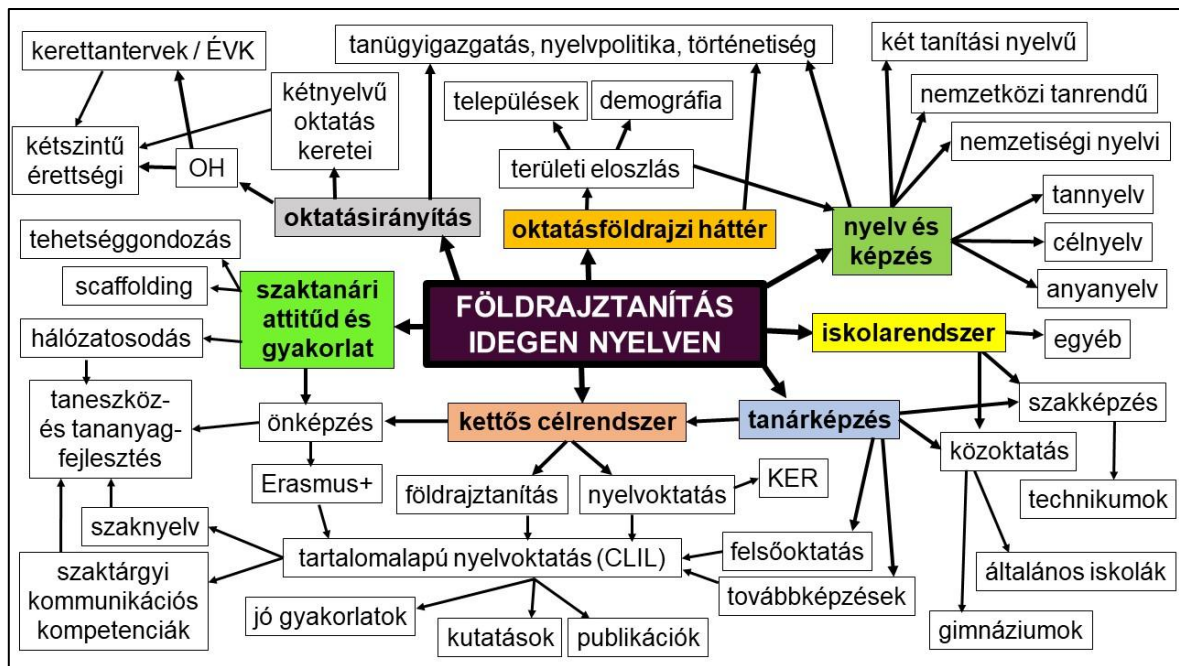 kerettantervek / ÉVK
tanügyigazgatás, nyelvpolitika, történetiség
két tanítási nyelvű
kétnyelvű
oktatás
keretei
települések
demográfia
nemzetközi tanrendű
kétszintű
érettségi
OH
területi eloszlás
nemzetiségi nyelvi
oktatásirányítás
oktatásföldrajzi háttér
nyelv és
képzés
tannyelv
célnyelv
anyanyelv
tehetséggondozás
scaffolding
hálózatosodás
szaktanári
attitűd és
gyakorlat
FÖLDRAJZTANÍTÁS
IDEGEN NYELVEN
iskolarendszer
egyéb
taneszköz-
és tananyag-
fejlesztés
önképzés
kettős célrendszer
tanárképzés
szakképzés
közoktatás
Erasmus+
földrajztanítás
nyelvoktatás
KER
technikumok
szaknyelv
tartalomalapú nyelvoktatás (CLIL)
felsőoktatás
általános iskolák
szaktárgyi
kommunikációs
kompetenciák
továbbképzések
jó gyakorlatok
kutatások
publikációk
gimnáziumok